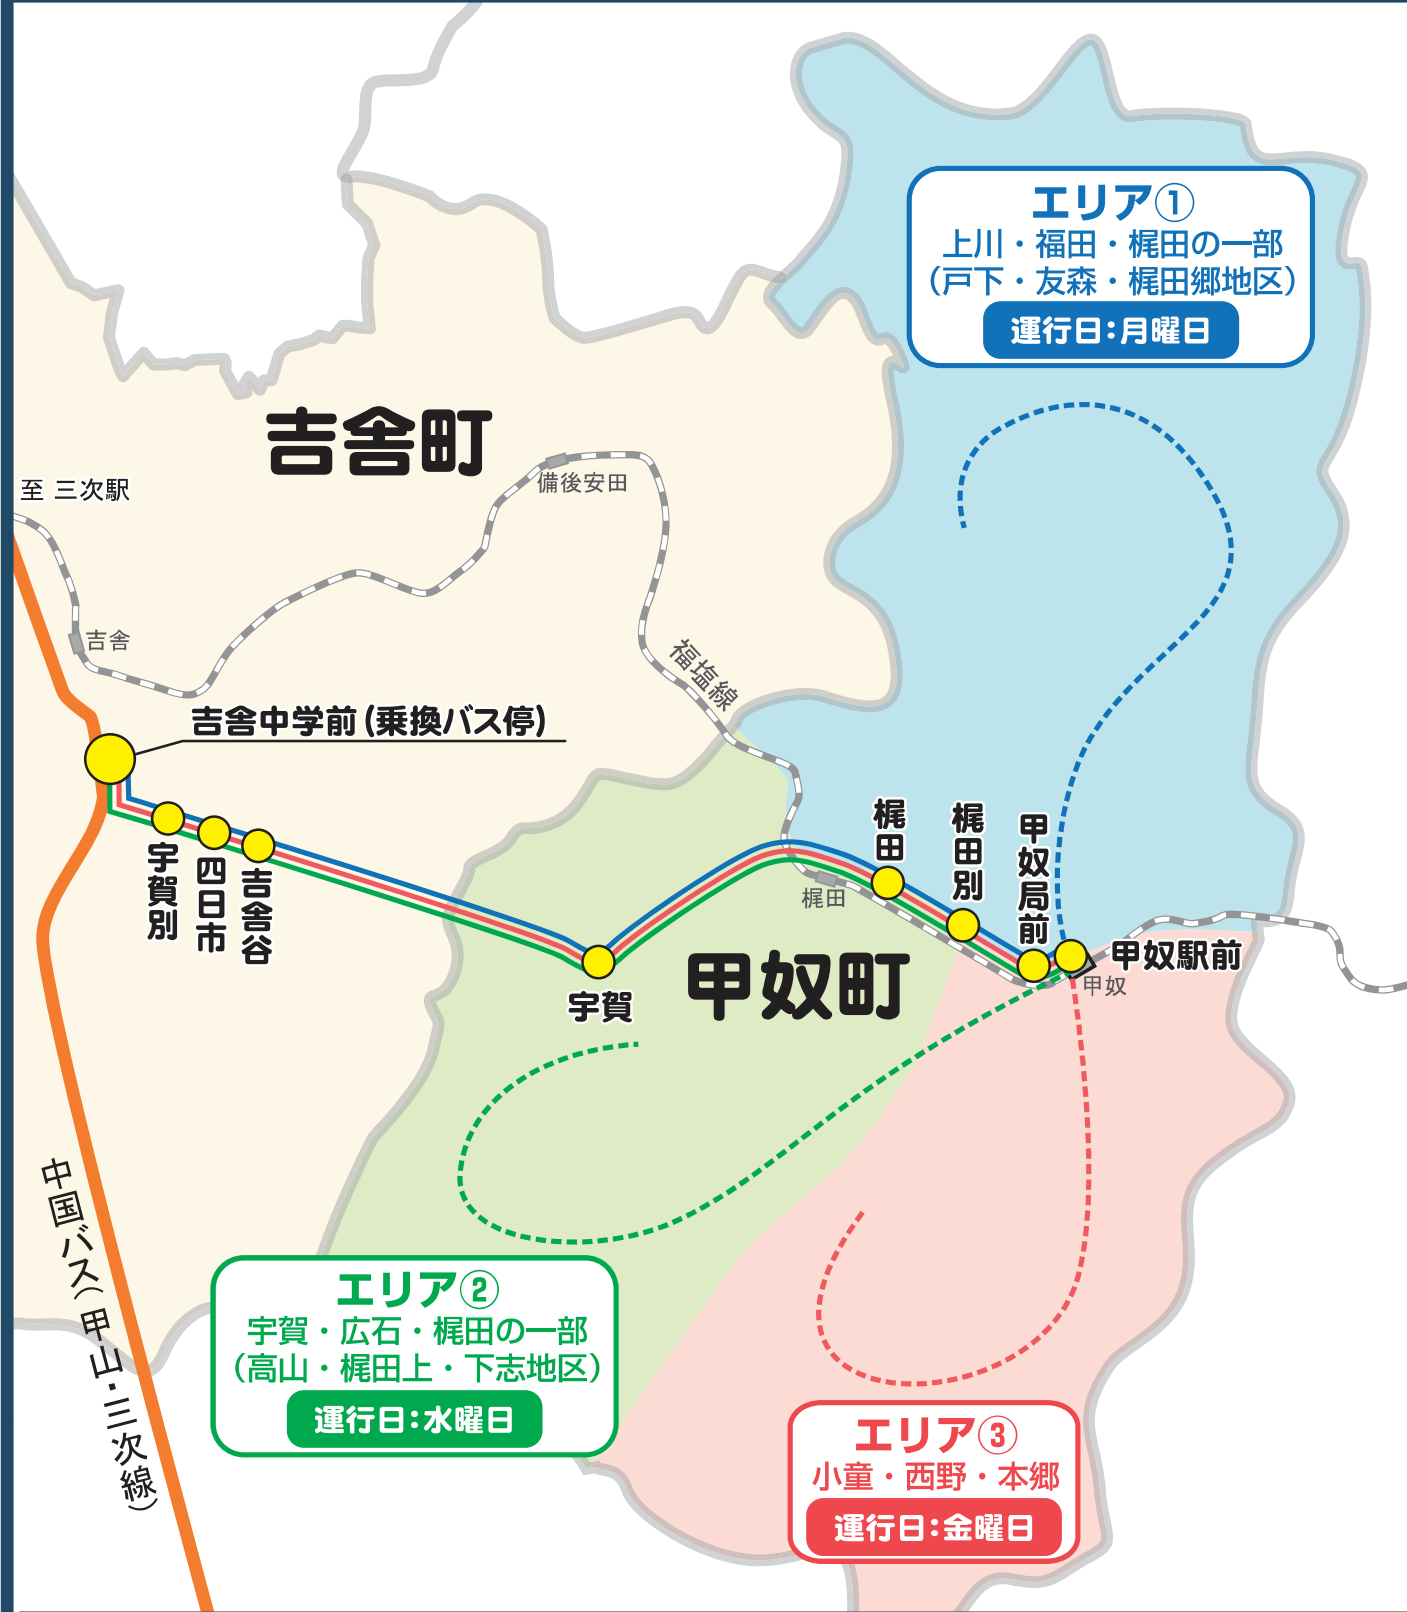 エリア①
上川・福田・梶田の一部
（戸下・友森・梶田郷地区）
運行日：月曜日
吉舎町
備後安田
至 三次駅
吉舎
福塩線
吉舎中学前（乗換バス停）
宇賀別
四日市
吉舎谷
梶田
梶田別
甲奴局前
梶田
甲奴駅前
甲奴
甲奴町
宇賀
中国バス（甲山・三次線）
エリア②
宇賀・広石・梶田の一部
（高山・梶田上・下志地区）
運行日：水曜日
エリア③
小童・西野・本郷
運行日：金曜日